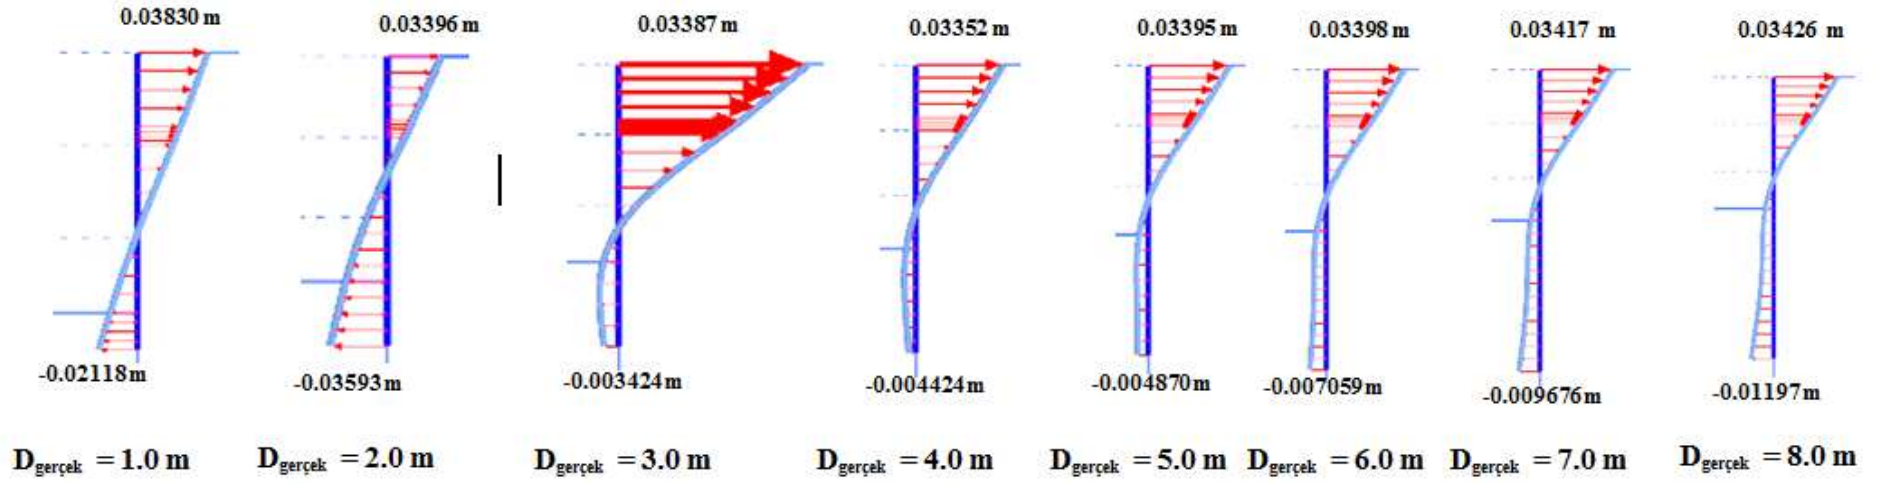 0.03830 m 0.03396 m 0.03387 m 0.03352 m 0.03395 m 0.03398 m 0.03417 m 0.03426 m
-0.02118m -0.03593m -0.003424m -0.004424m -0.004870m -0.007059m -0.009676m -0.01197m
Dgerçek = 1.0 m Dgerçek = 2.0 m Dgerçek = 3.0 m Dgerçek = 4.0 m Dgerçek = 5.0 m Dgerçek = 6.0 m Dgerçek = 7.0 m Dgerçek = 8.0 m